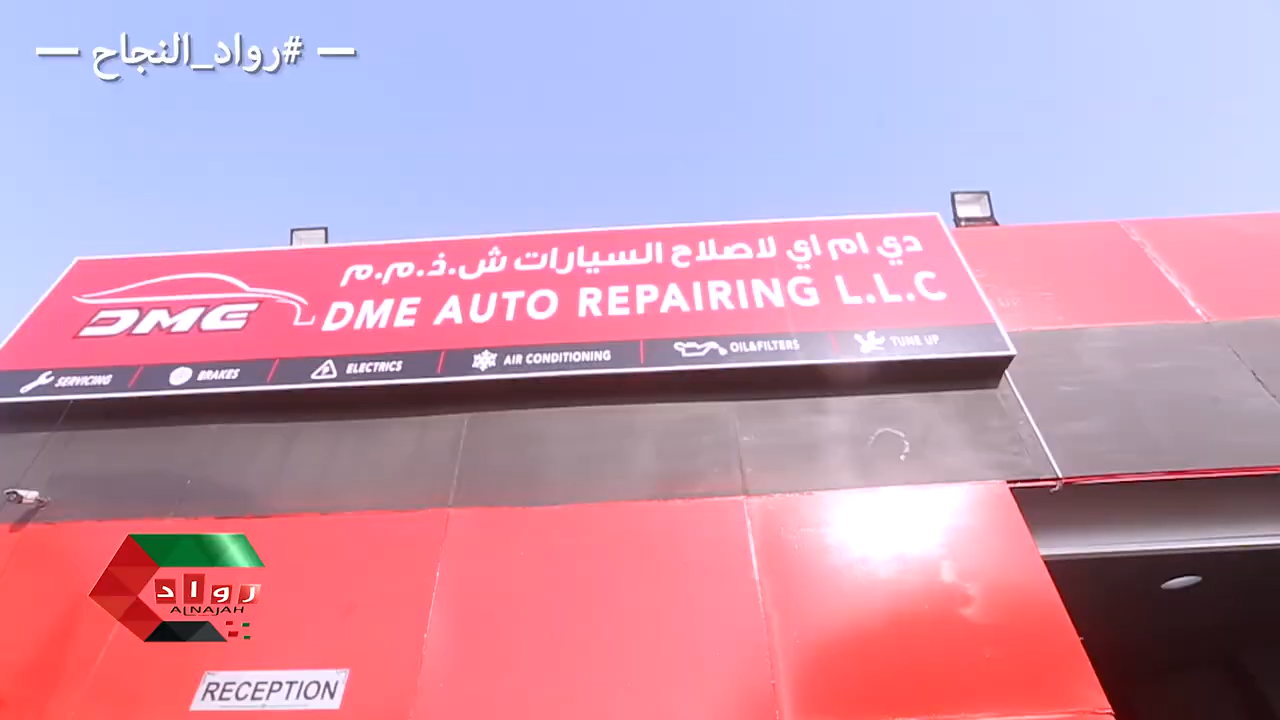 #رواد_النجاح
دي ام اي لاصلاح السيارات ش.ذ.م.م
DME
DME AUTO REPAIRING L.L.C
SERVICING
BRAKES
ELECTRICS
AIR CONDITIONING
OIL&FILTERS
TUNE UP
رواد
ALNAJAH
RECEPTION